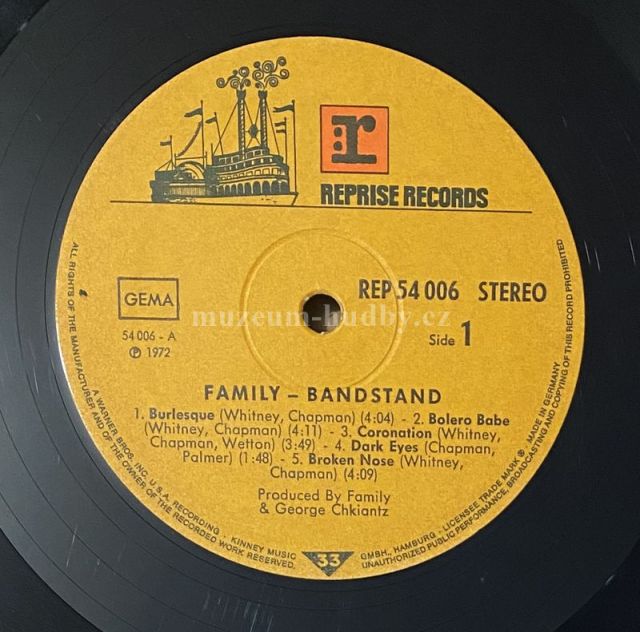 r
REPRISE RECORDS
GEMA
REP 54 006 STEREO
muzeum-hudby.cz
54 006 - A
Side 1
℗ 1972
FAMILY – BANDSTAND
1. Burlesque (Whitney, Chapman) (4:04) - 2. Bolero Babe
(Whitney, Chapman) (4:11) - 3. Coronation (Whitney,
Chapman, Wetton) (3:49) - 4. Dark Eyes (Chapman,
Palmer) (1:48) - 5. Broken Nose (Whitney,
Chapman) (4:09)
Produced By Family
& George Chkiantz
33
ALL RIGHTS OF THE MANUFACTURER AND OF THE OWNER OF THE RECORDED WORK RESERVED.
A WARNER BROS. INC. U.S.A. RECORDING - KINNEY MUSIC GMBH., HAMBURG - LICENSEE TRADE MARK ® - MADE IN GERMANY
UNAUTHORIZED PUBLIC PERFORMANCE, BROADCASTING AND COPYING OF THIS RECORD PROHIBITED